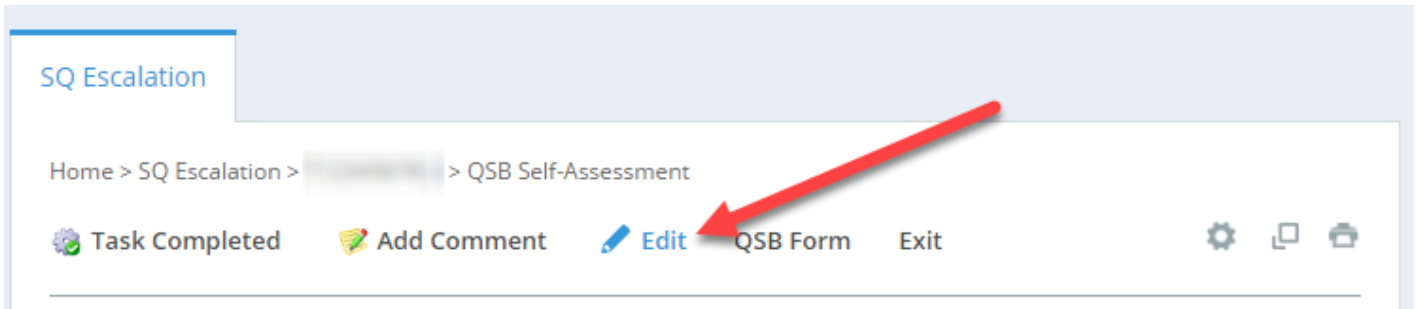 SQ Escalation
Home > SQ Escalation > > QSB Self-Assessment
Task Completed Add Comment Edit QSB Form Exit